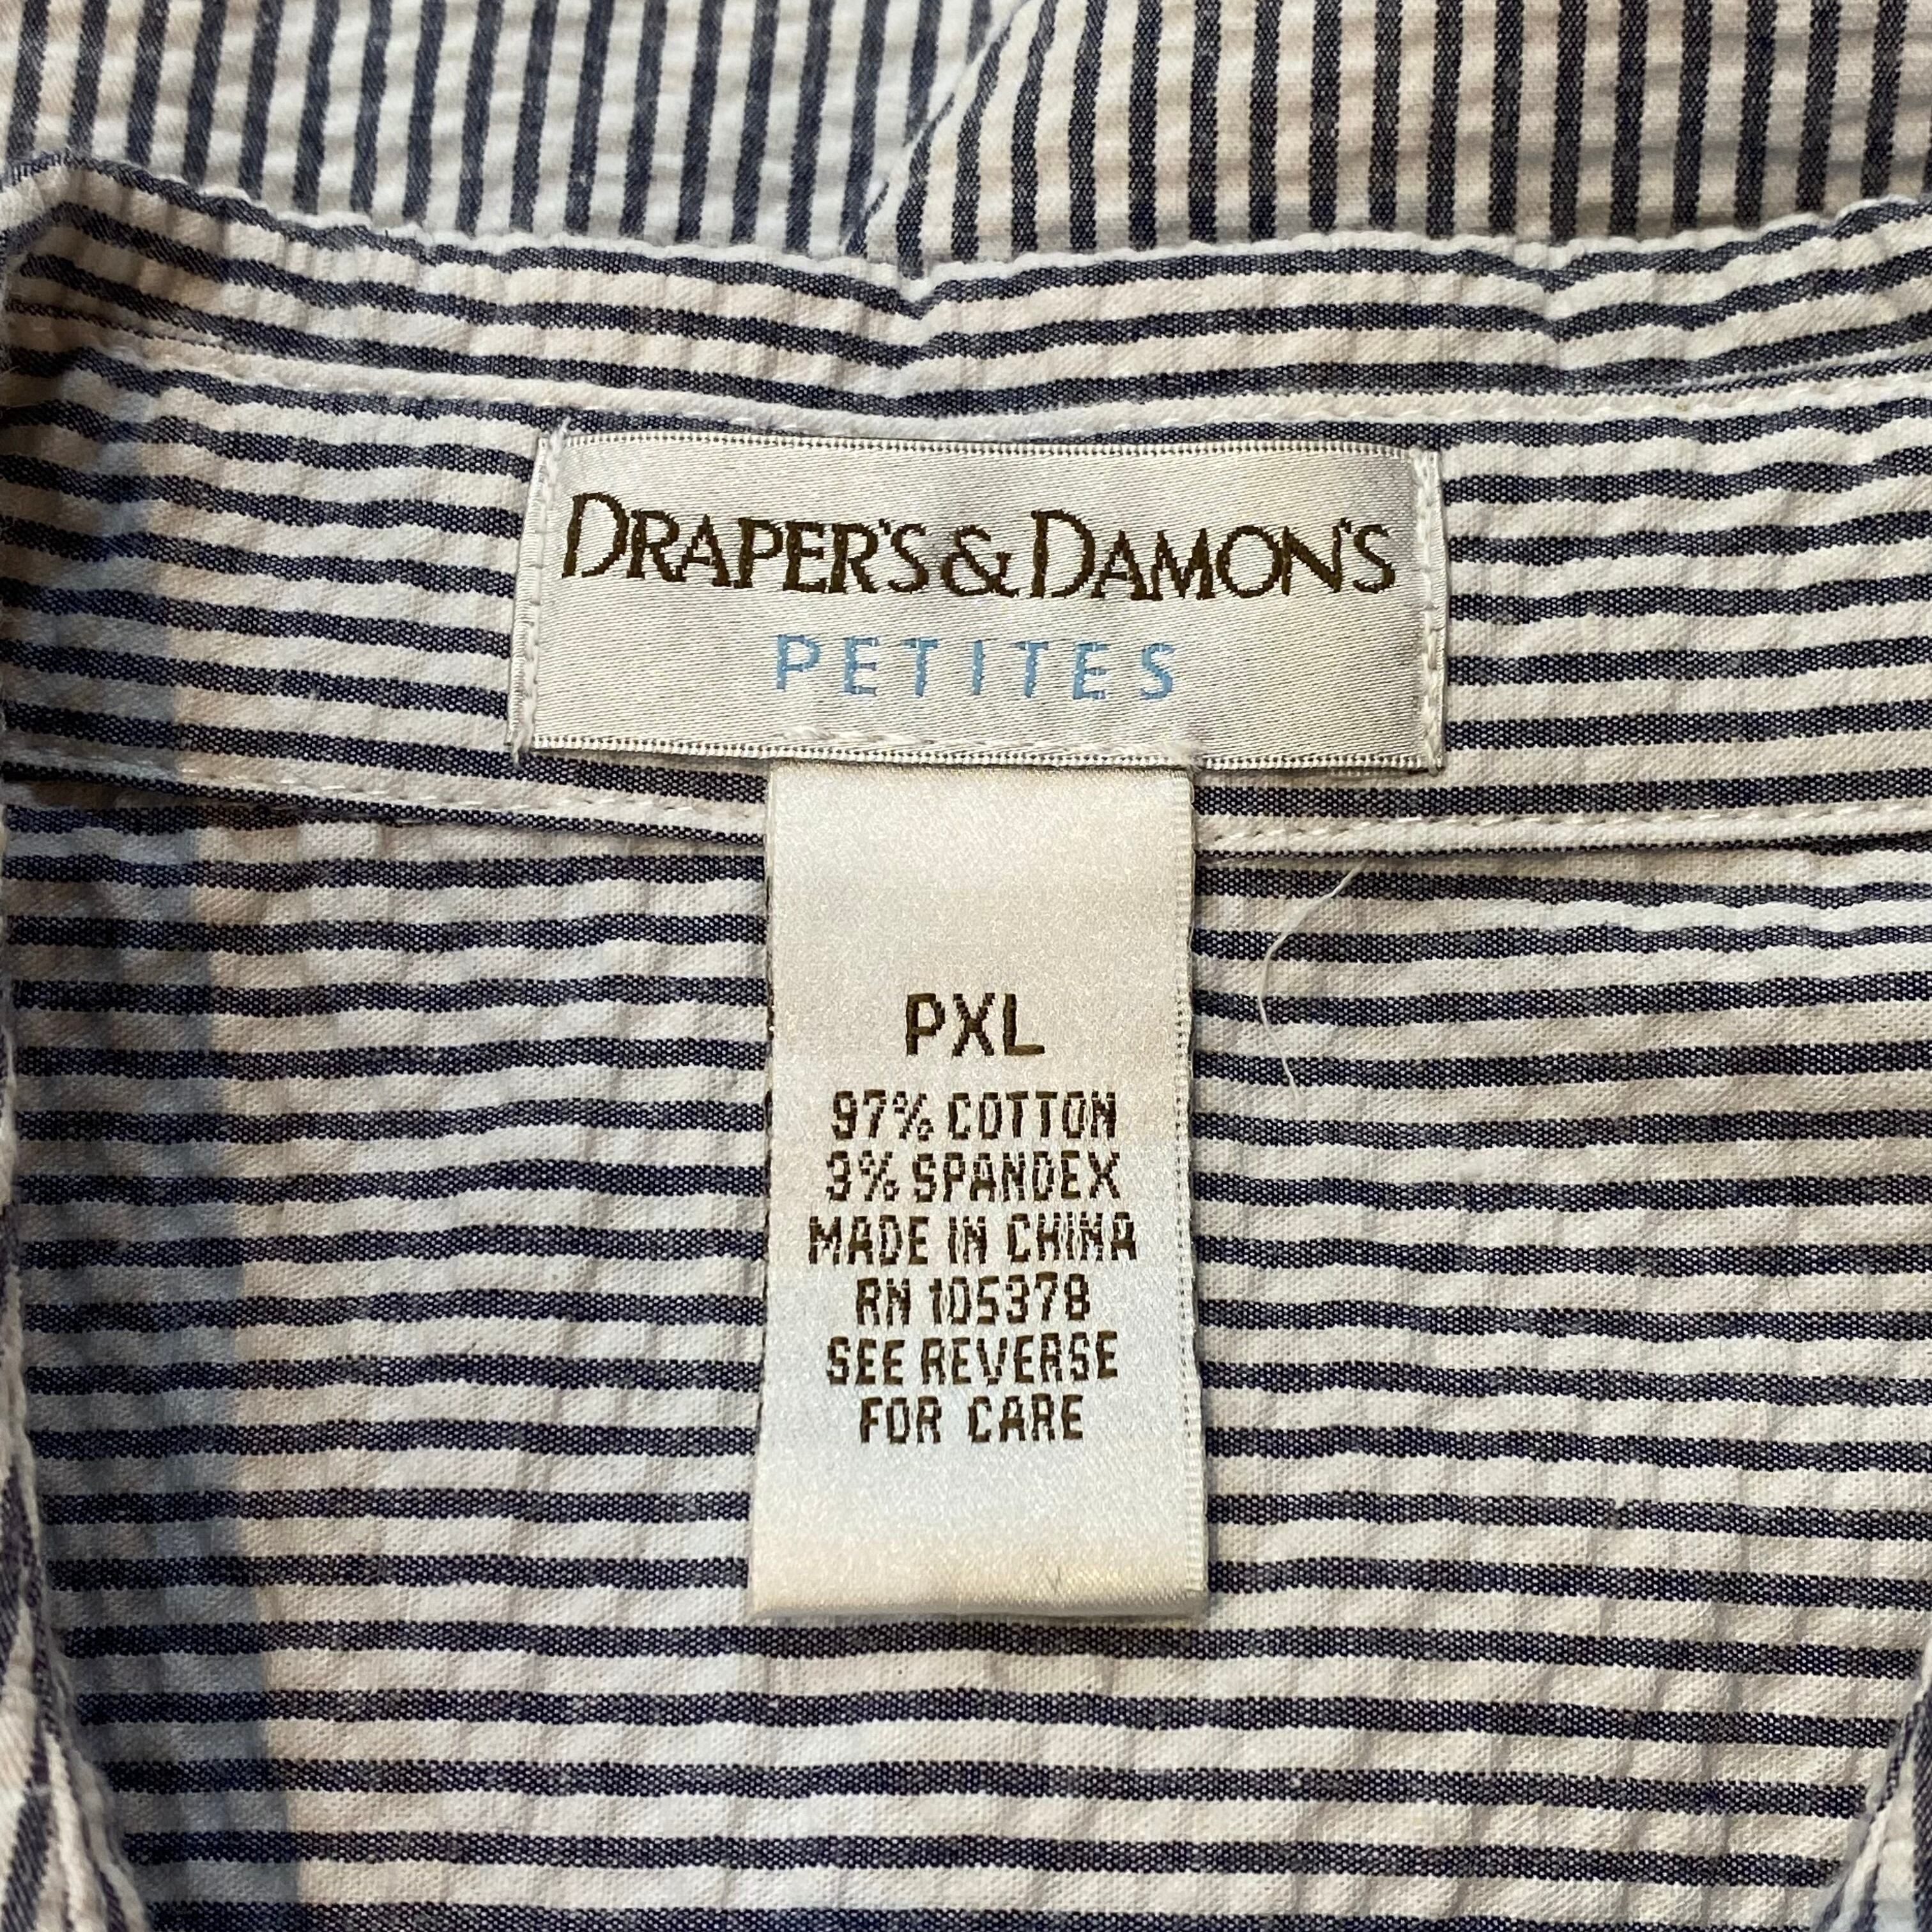 DRAPER'S & DAMON'S
PETITES
PXL
97% COTTON
3% SPANDEX
MADE IN CHINA
RN 105378
SEE REVERSE
FOR CARE